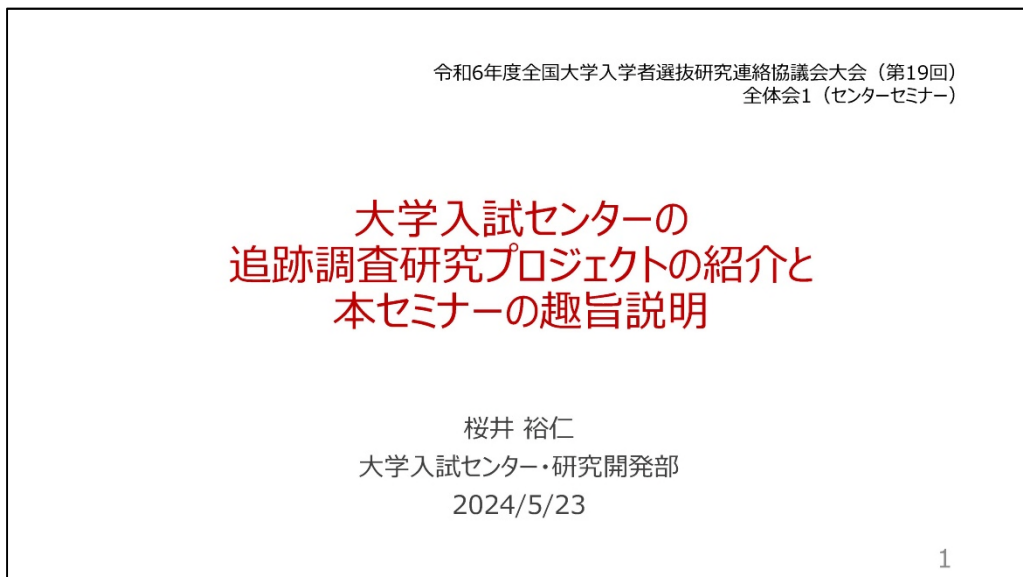 令和6年度全国大学入学者選抜研究連絡協議会大会（第19回）
全体会1（センターセミナー）
大学入試センターの
追跡調査研究プロジェクトの紹介と
本セミナーの趣旨説明
桜井 裕仁
大学入試センター・研究開発部
2024/5/23
1